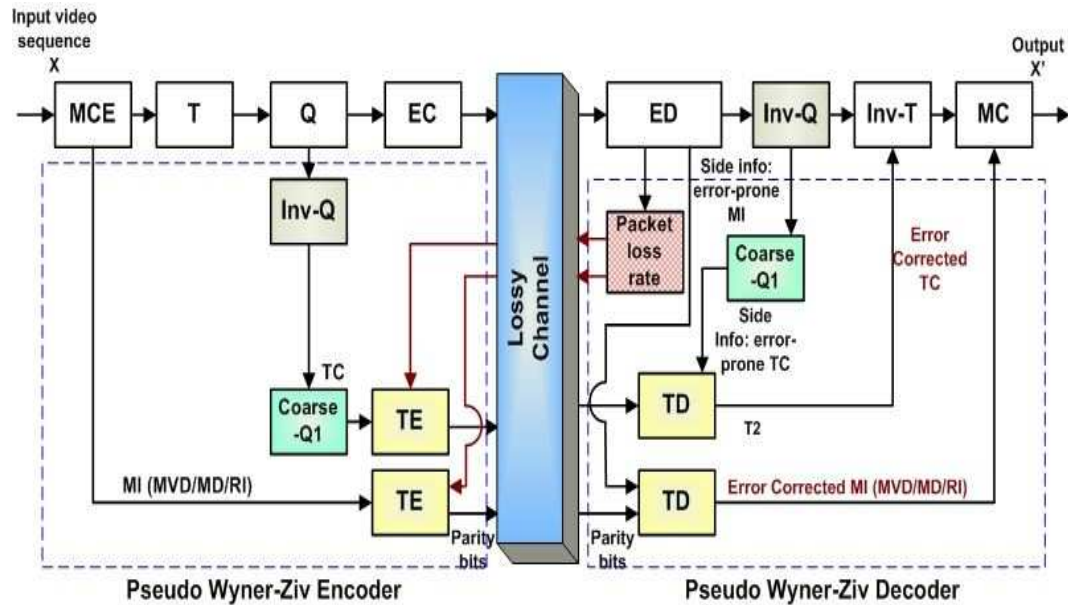 Input video
sequence
X
Output
X'
MCE
T
Q
EC
ED
Inv-Q
Inv-T
MC
Inv-Q
Lossy
Channel
Side info:
error-prone
MI
Packet
loss
rate
Coarse
-Q1
Error
Corrected
TC
Side
Info: error-
prone TC
TC
Coarse
-Q1
TE
TD
T2
MI (MVD/MD/RI)
TE
TD
Error Corrected MI (MVD/MD/RI)
Parity
bits
Parity
bits
Pseudo Wyner-Ziv Encoder
Pseudo Wyner-Ziv Decoder